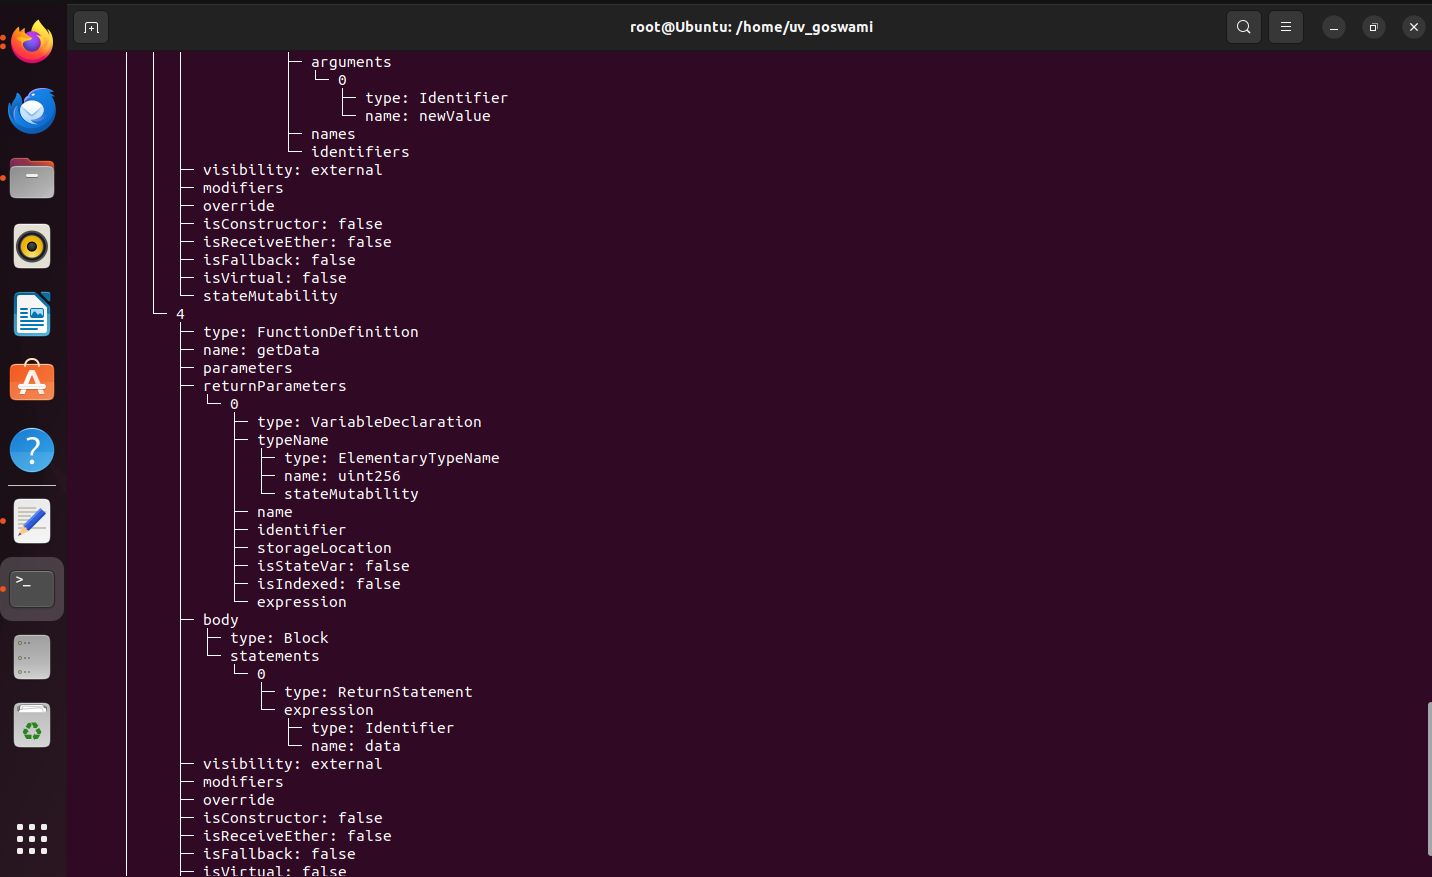 root@Ubuntu: /home/uv_goswami
arguments
0
type: Identifier
name: newValue
names
identifiers
visibility: external
modifiers
override
isConstructor: false
isReceiveEther: false
isFallback: false
isVirtual: false
stateMutability
4
type: FunctionDefinition
name: getData
parameters
returnParameters
0
type: VariableDeclaration
typeName
type: ElementaryTypeName
name: uint256
stateMutability
name
identifier
storageLocation
isStateVar: false
isIndexed: false
expression
body
type: Block
statements
0
type: ReturnStatement
expression
type: Identifier
name: data
visibility: external
modifiers
override
isConstructor: false
isReceiveEther: false
isFallback: false
isVirtual: false